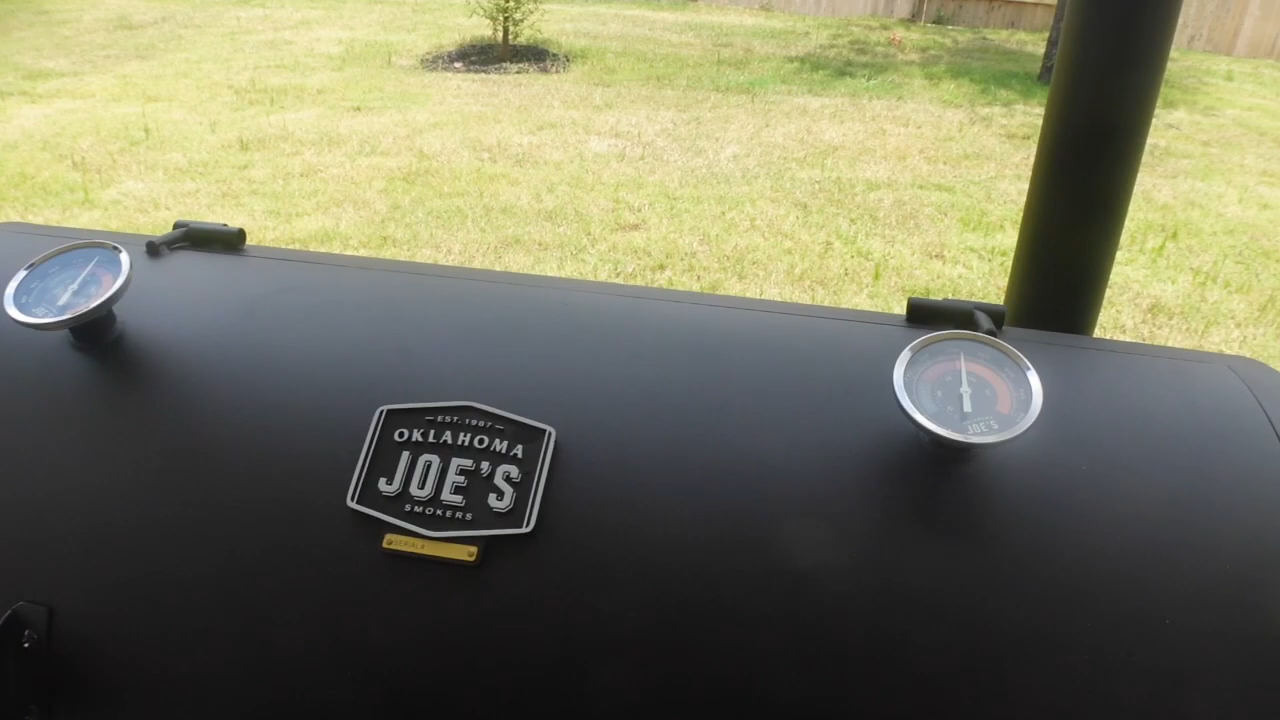 EST. 1987
OKLAHOMA
JOE'S
SMOKERS
SERIAL#
JOE'S